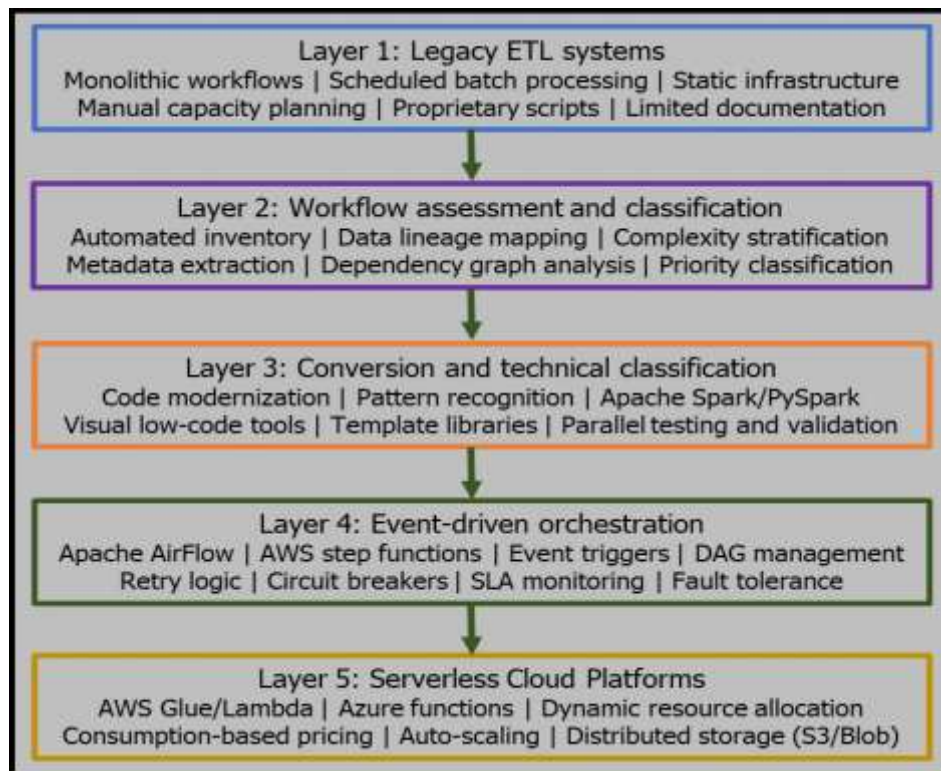 Layer 1: Legacy ETL systems
Monolithic workflows | Scheduled batch processing | Static infrastructure
Manual capacity planning | Proprietary scripts | Limited documentation
Layer 2: Workflow assessment and classification
Automated inventory | Data lineage mapping | Complexity stratification
Metadata extraction | Dependency graph analysis | Priority classification
Layer 3: Conversion and technical classification
Code modernization | Pattern recognition | Apache Spark/PySpark
Visual low-code tools | Template libraries | Parallel testing and validation
Layer 4: Event-driven orchestration
Apache AirFlow | AWS step functions | Event triggers | DAG management
Retry logic | Circuit breakers | SLA monitoring | Fault tolerance
Layer 5: Serverless Cloud Platforms
AWS Glue/Lambda | Azure functions | Dynamic resource allocation
Consumption-based pricing | Auto-scaling | Distributed storage (S3/Blob)